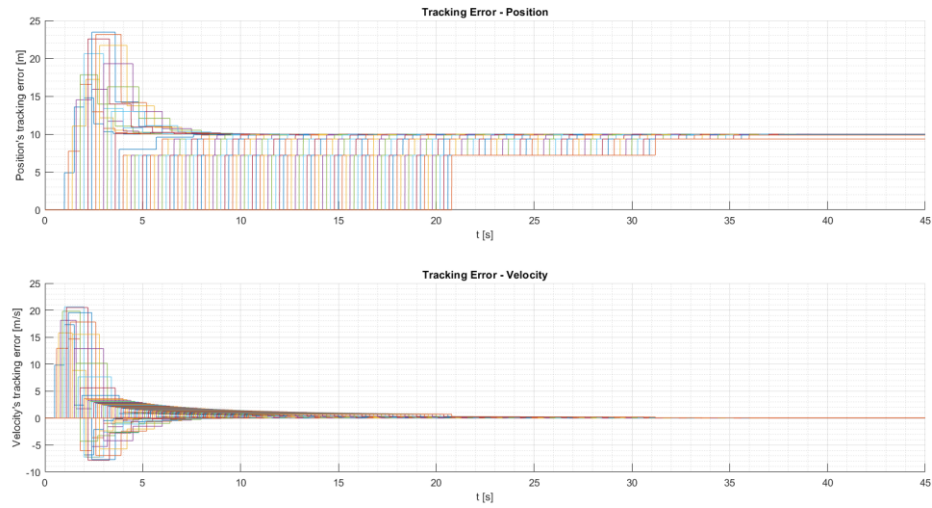 Tracking Error - Position
Position's tracking error [m]
25
20
15
10
5
0
0 5 10 15 20 25 30 35 40 45
t [s]
Tracking Error - Velocity
Velocity's tracking error [m/s]
25
20
15
10
5
0
-5
-10
0 5 10 15 20 25 30 35 40 45
t [s]